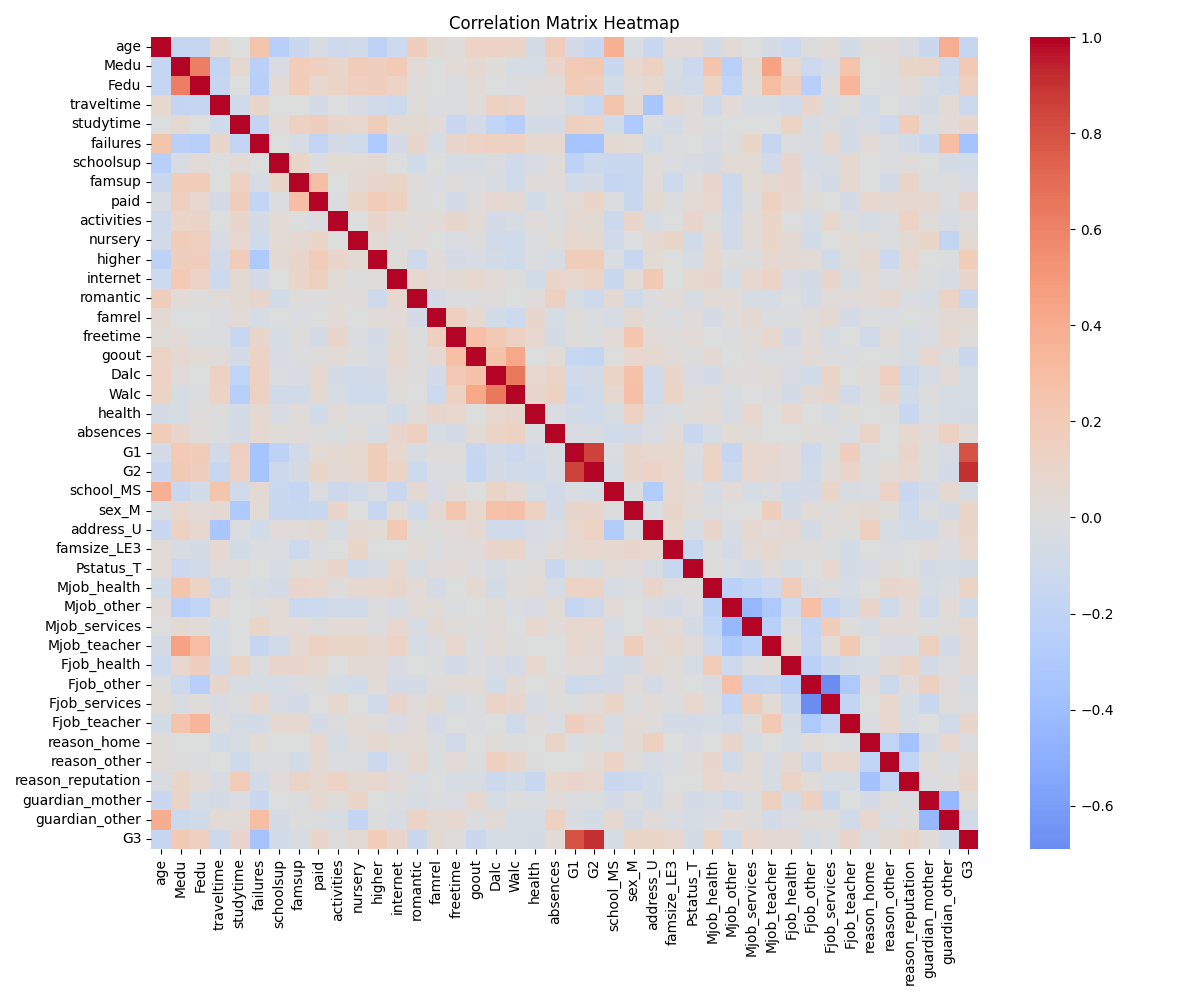 Correlation Matrix Heatmap
age
Medu
Fedu
traveltime
studytime
failures
schoolsup
famsup
paid
activities
nursery
higher
internet
romantic
famrel
freetime
goout
Dalc
Walc
health
absences
G1
G2
school_MS
sex_M
address_U
famsize_LE3
Pstatus_T
Mjob_health
Mjob_other
Mjob_services
Mjob_teacher
Fjob_health
Fjob_other
Fjob_services
Fjob_teacher
reason_home
reason_other
reason_reputation
guardian_mother
guardian_other
G3
age
Medu
Fedu
traveltime
studytime
failures
schoolsup
famsup
paid
activities
nursery
higher
internet
romantic
famrel
freetime
goout
Dalc
Walc
health
absences
G1
G2
school_MS
sex_M
address_U
famsize_LE3
Pstatus_T
Mjob_health
Mjob_other
Mjob_services
Mjob_teacher
Fjob_health
Fjob_other
Fjob_services
Fjob_teacher
reason_home
reason_other
reason_reputation
guardian_mother
guardian_other
G3
1.0
0.8
0.6
0.4
0.2
0.0
−0.2
−0.4
−0.6